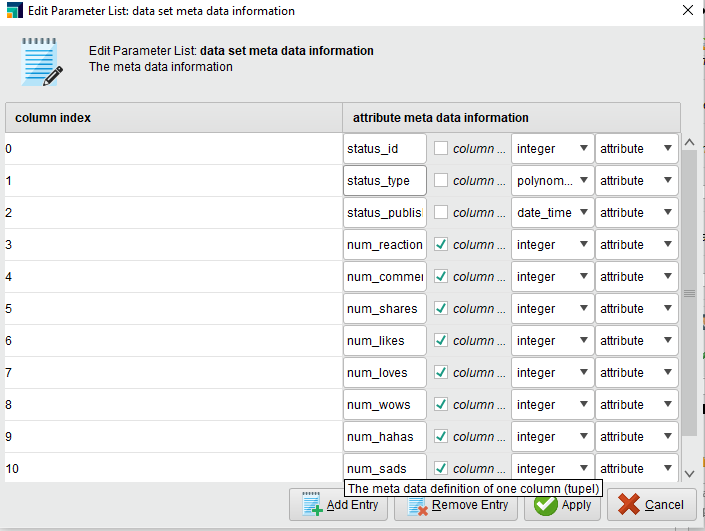 Edit Parameter List: data set meta data information
Edit Parameter List: data set meta data information
The meta data information
column index attribute meta data information
0 status_id column ... integer attribute
1 status_type column ... polynom... attribute
2 status_publis column ... date_time attribute
3 num_reaction column ... integer attribute
4 num_comme column ... integer attribute
5 num_shares column ... integer attribute
6 num_likes column ... integer attribute
7 num_loves column ... integer attribute
8 num_wows column ... integer attribute
9 num_hahas column ... integer attribute
10 num_sads column ... integer attribute
The meta data definition of one column (tupel)
Add Entry Remove Entry Apply Cancel